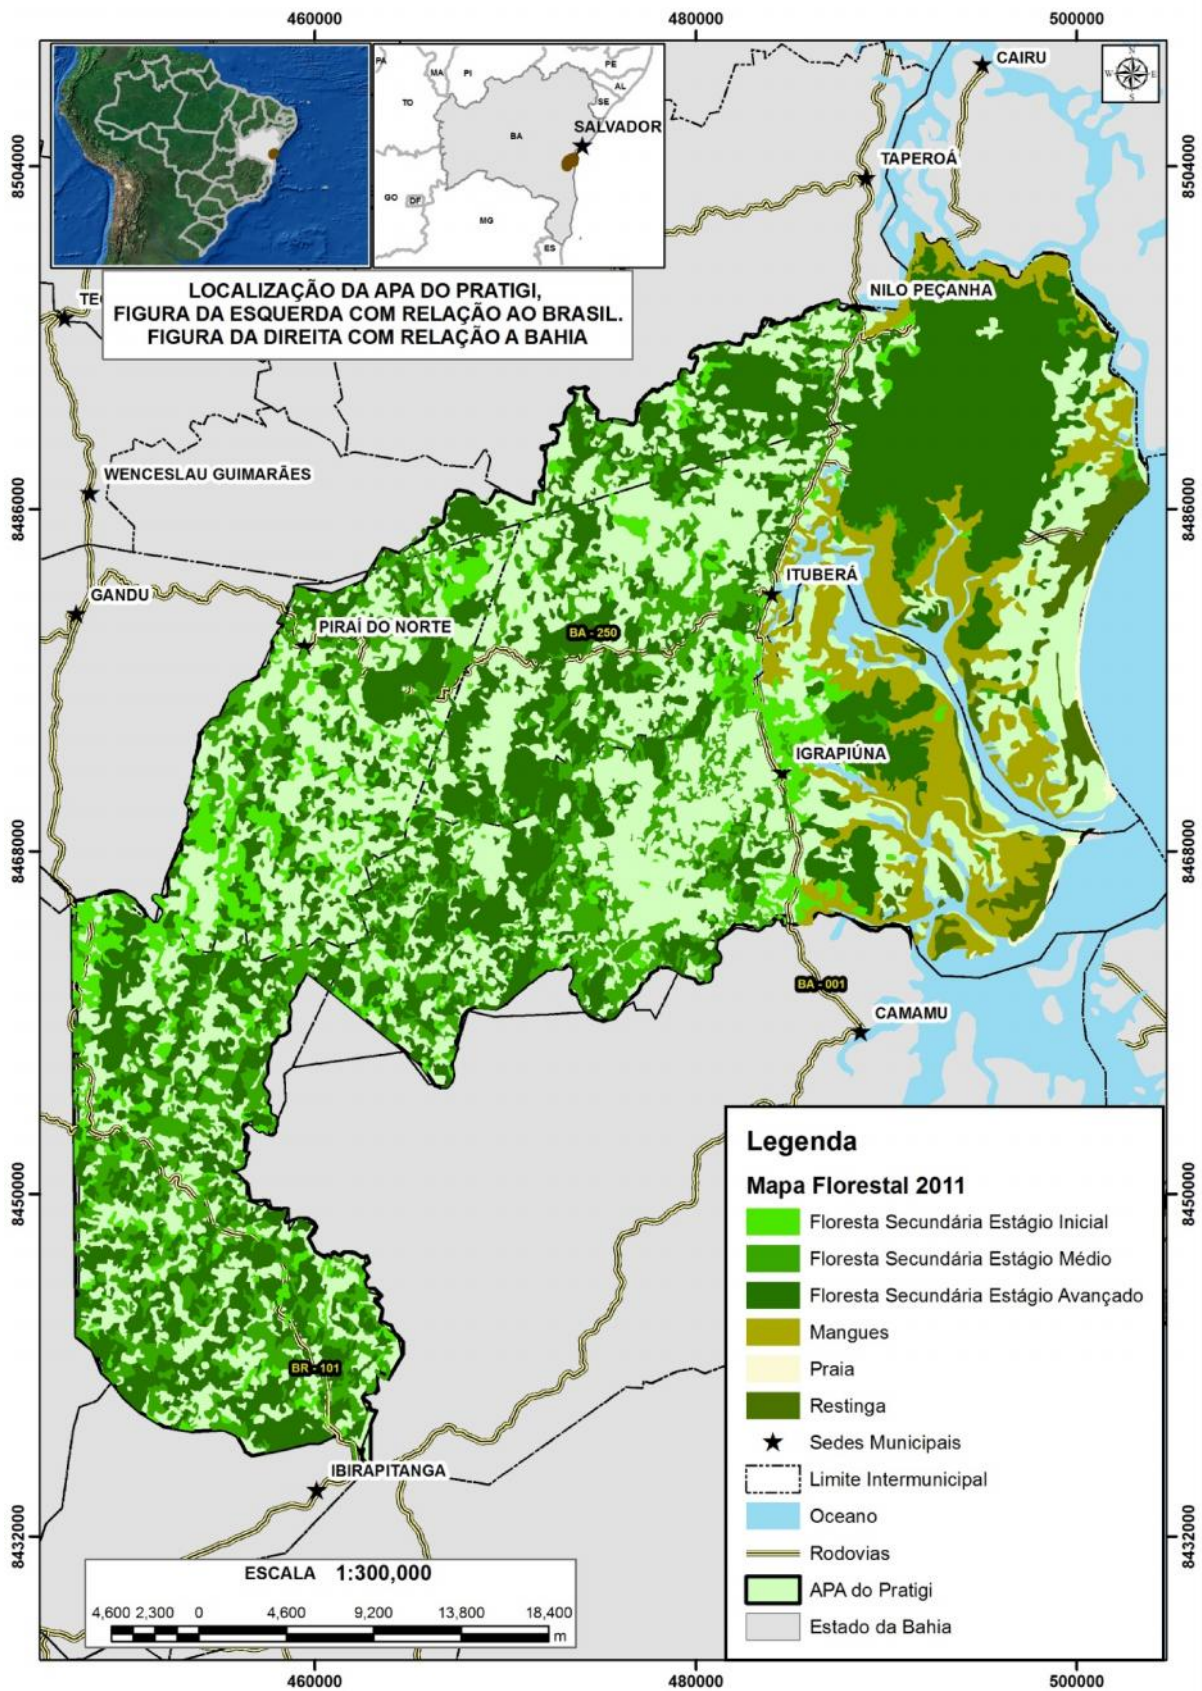 460000
480000
500000
8504000
8486000
8468000
8450000
8432000
PA
MA
PI
PE
AL
SE
TO
BA
SALVADOR
GO
DF
MG
ES
N
W
E
S
CAIRU
TAPEROÁ
LOCALIZAÇÃO DA APA DO PRATIGI,
FIGURA DA ESQUERDA COM RELAÇÃO AO BRASIL.
FIGURA DA DIREITA COM RELAÇÃO A BAHIA
NILO PEÇANHA
WENCESLAU GUIMARÃES
GANDU
ITUBERÁ
PIRAÍ DO NORTE
BA - 250
IGRAPIÚNA
BA - 001
CAMAMU
BR - 101
IBIRAPITANGA
Legenda
Mapa Florestal 2011
Floresta Secundária Estágio Inicial
Floresta Secundária Estágio Médio
Floresta Secundária Estágio Avançado
Mangues
Praia
Restinga
Sedes Municipais
Limite Intermunicipal
Oceano
Rodovias
APA do Pratigi
Estado da Bahia
ESCALA 1:300,000
4,600 2,300 0 4,600 9,200 13,800 18,400
m
8504000
8486000
8468000
8450000
8432000
460000
480000
500000